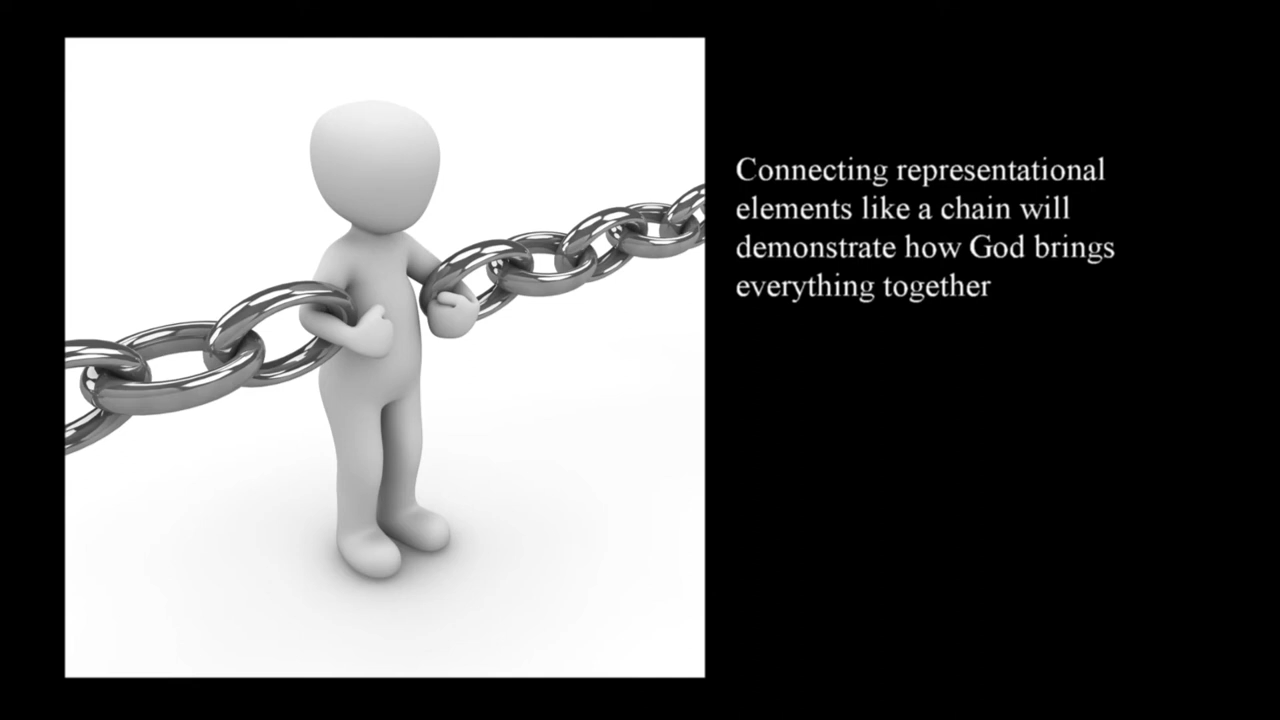 Connecting representational
elements like a chain will
demonstrate how God brings
everything together